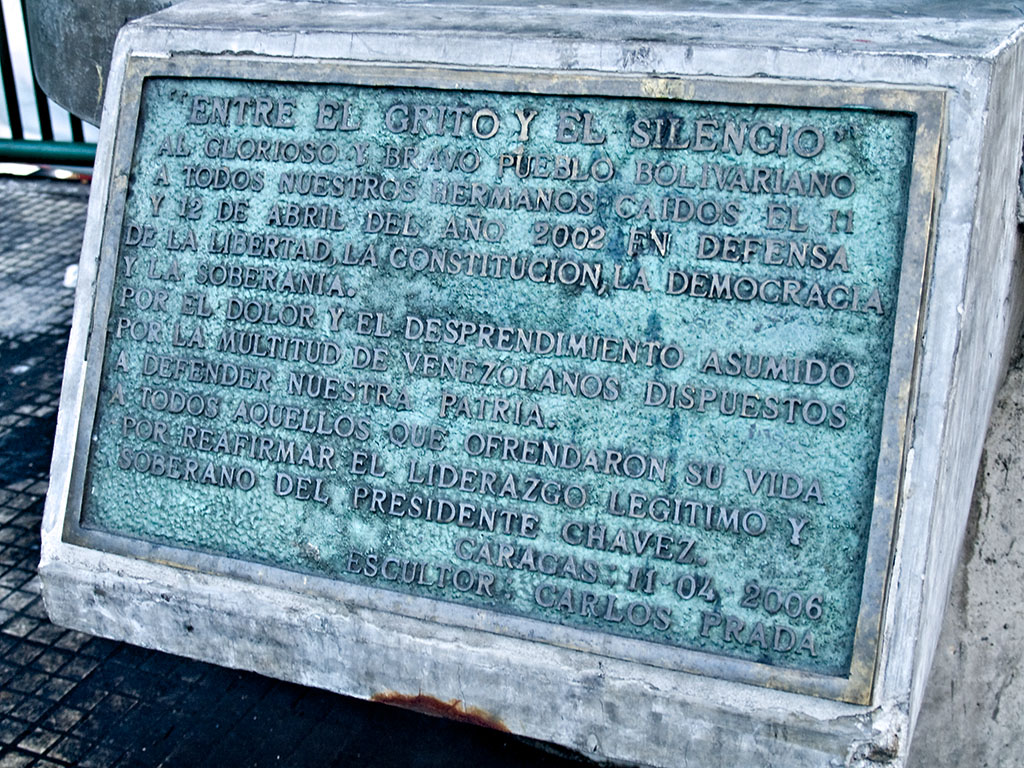 "ENTRE EL GRITO Y EL SILENCIO"
AL GLORIOSO Y BRAVO PUEBLO BOLIVARIANO
A TODOS NUESTROS HERMANOS CAIDOS EL 11
Y 12 DE ABRIL DEL AÑO 2002 EN DEFENSA
DE LA LIBERTAD, LA CONSTITUCION, LA DEMOCRACIA
Y LA SOBERANIA.
POR EL DOLOR Y EL DESPRENDIMIENTO ASUMIDO
POR LA MULTITUD DE VENEZOLANOS DISPUESTOS
A DEFENDER NUESTRA PATRIA.
A TODOS AQUELLOS QUE OFRENDARON SU VIDA
POR REAFIRMAR EL LIDERAZGO LEGITIMO Y
SOBERANO DEL PRESIDENTE CHAVEZ.
CARACAS. 11 04 2006
ESCULTOR: CARLOS PRADA